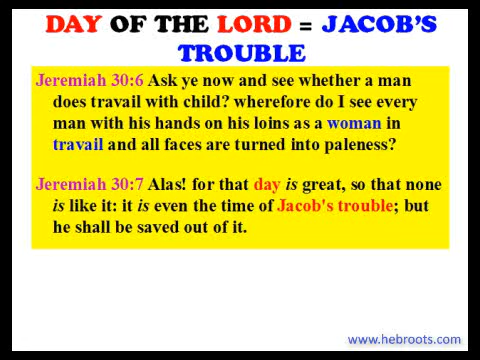 DAY OF THE LORD = JACOB'S
TROUBLE
Jeremiah 30:6 Ask ye now and see whether a man
does travail with child? wherefore do I see every
man with his hands on his loins as a woman in
travail and all faces are turned into paleness?
Jeremiah 30:7 Alas! for that day is great, so that none
is like it: it is even the time of Jacob's trouble; but
he shall be saved out of it.
www.hebroots.com